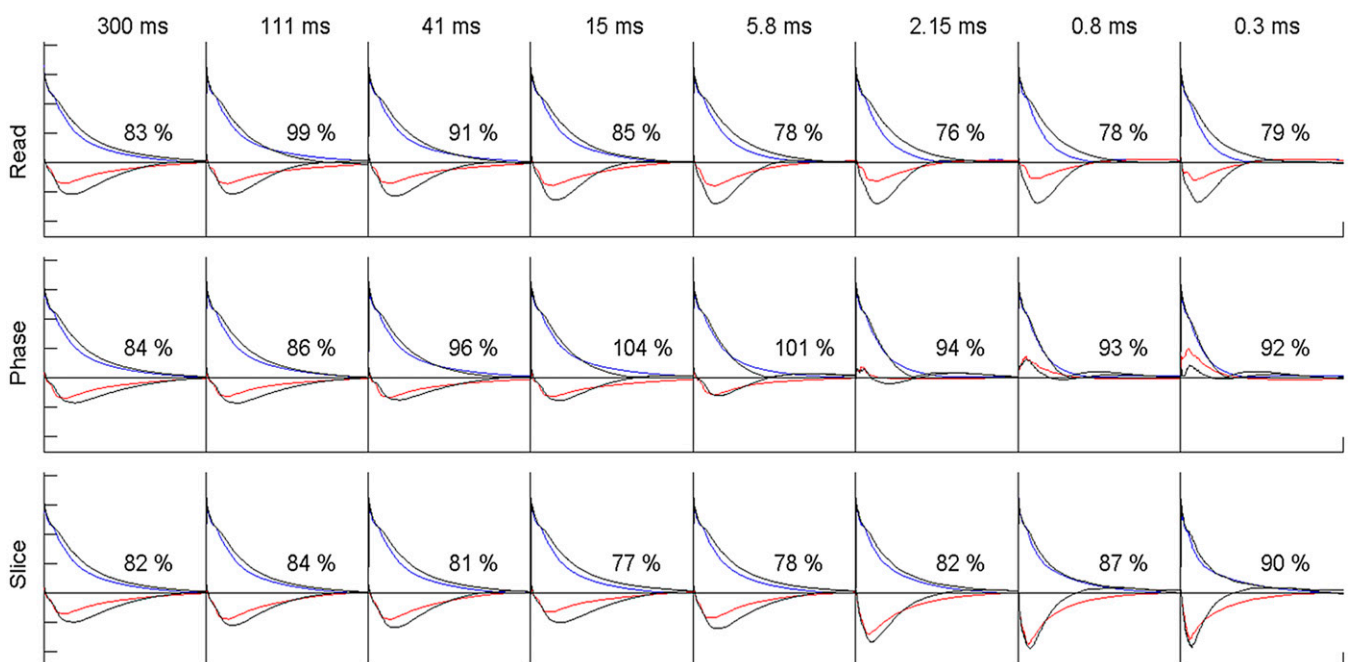 300 ms 111 ms 41 ms 15 ms 5.8 ms 2.15 ms 0.8 ms 0.3 ms
Read 83 % 99 % 91 % 85 % 78 % 76 % 78 % 79 %
Phase 84 % 86 % 96 % 104 % 101 % 94 % 93 % 92 %
Slice 82 % 84 % 81 % 77 % 78 % 82 % 87 % 90 %